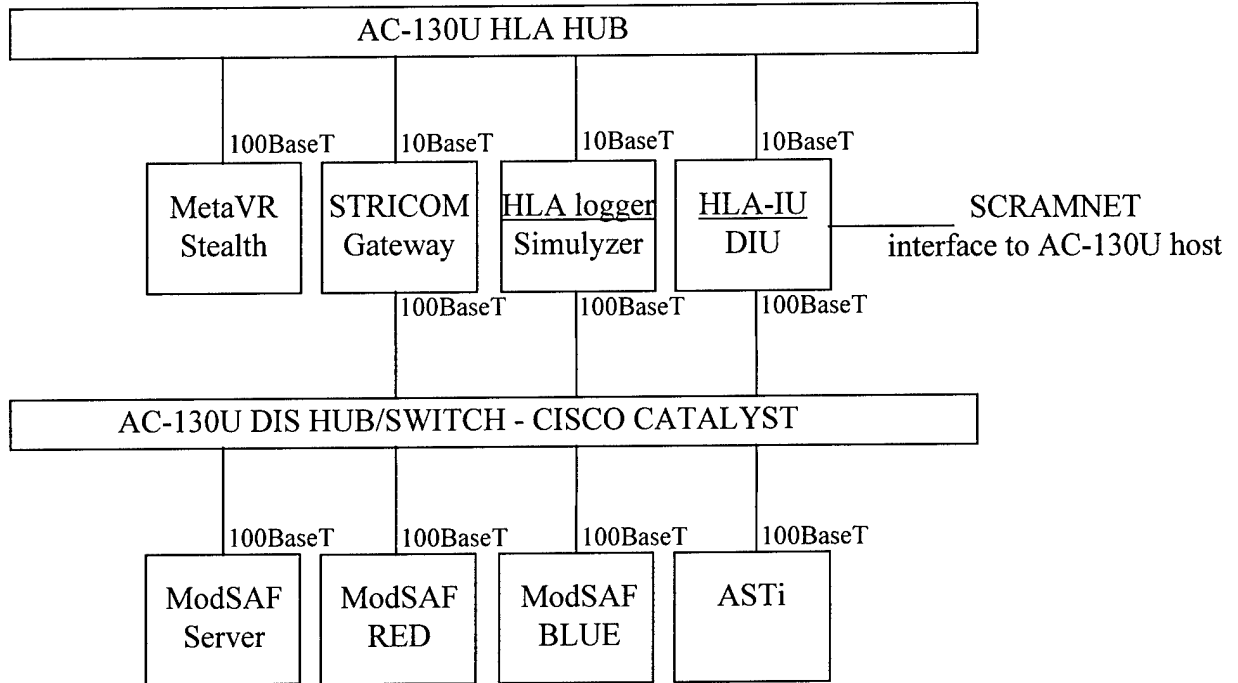 AC-130U HLA HUB
100BaseT
10BaseT
10BaseT
10BaseT
MetaVR
Stealth
STRICOM
Gateway
HLA logger
Simulyzer
HLA-IU
DIU
SCRAMNET
interface to AC-130U host
100BaseT
100BaseT
100BaseT
AC-130U DIS HUB/SWITCH - CISCO CATALYST
100BaseT
100BaseT
100BaseT
100BaseT
ModSAF
Server
ModSAF
RED
ModSAF
BLUE
ASTi